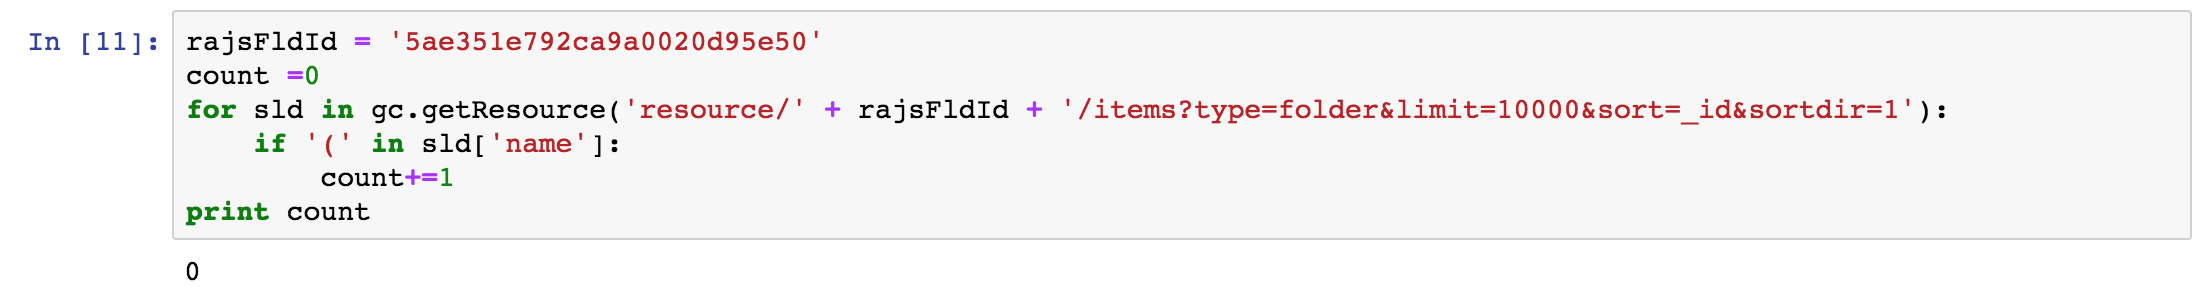 In [11]: rajsFldId = '5ae351e792ca9a0020d95e50'
count =0
for sld in gc.getResource('resource/' + rajsFldId + '/items?type=folder&limit=10000&sort=_id&sortdir=1'):
    if '(' in sld['name']:
        count+=1
print count
0